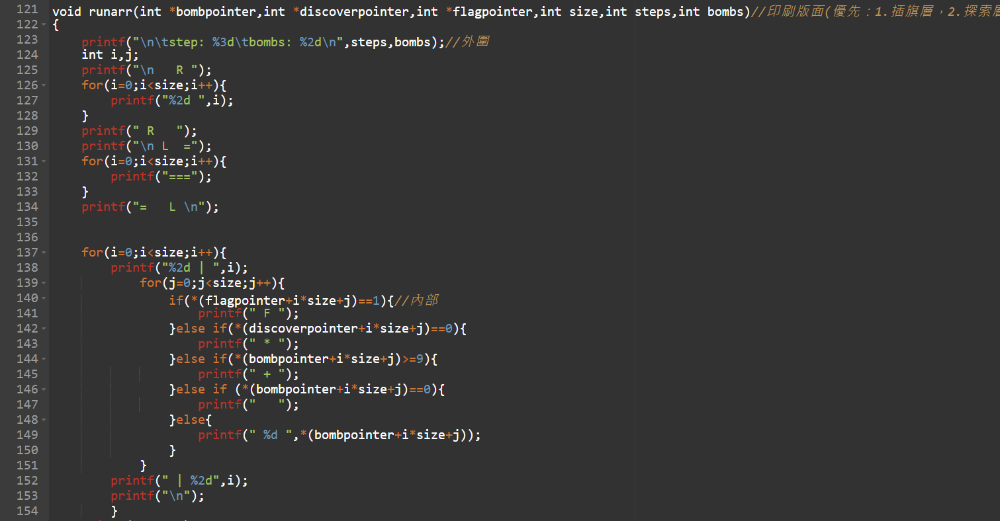 121 void runarr(int *bombpointer,int *discoverpointer,int *flagpointer,int size,int steps,int bombs)//印刷版面(優先：1.插旗層，2.探索層
122 {
123     printf("\n\tstep: %3d\tbombs: %2d\n",steps,bombs);//外圍
124     int i,j;
125     printf("\n   R ");
126     for(i=0;i<size;i++){
127         printf("%2d ",i);
128     }
129     printf(" R   ");
130     printf("\n L  =");
131     for(i=0;i<size;i++){
132         printf("===");
133     }
134     printf("=   L \n");
135
136
137     for(i=0;i<size;i++){
138         printf("%2d | ",i);
139             for(j=0;j<size;j++){
140                 if(*(flagpointer+i*size+j)==1){//內部
141                     printf(" F ");
142                 }else if(*(discoverpointer+i*size+j)==0){
143                     printf(" * ");
144                 }else if(*(bombpointer+i*size+j)>=9){
145                     printf(" + ");
146                 }else if (*(bombpointer+i*size+j)==0){
147                     printf("   ");
148                 }else{
149                     printf(" %d ",*(bombpointer+i*size+j));
150                 }
151             }
152         printf(" | %2d",i);
153         printf("\n");
154         }